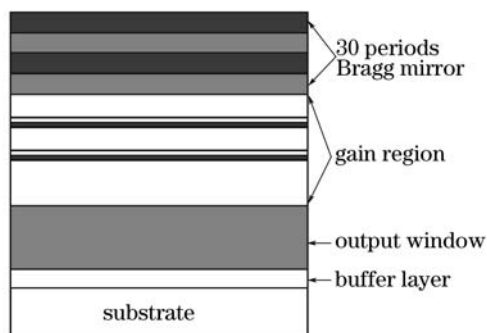 30 periods
Bragg mirror
gain region
output window
buffer layer
substrate